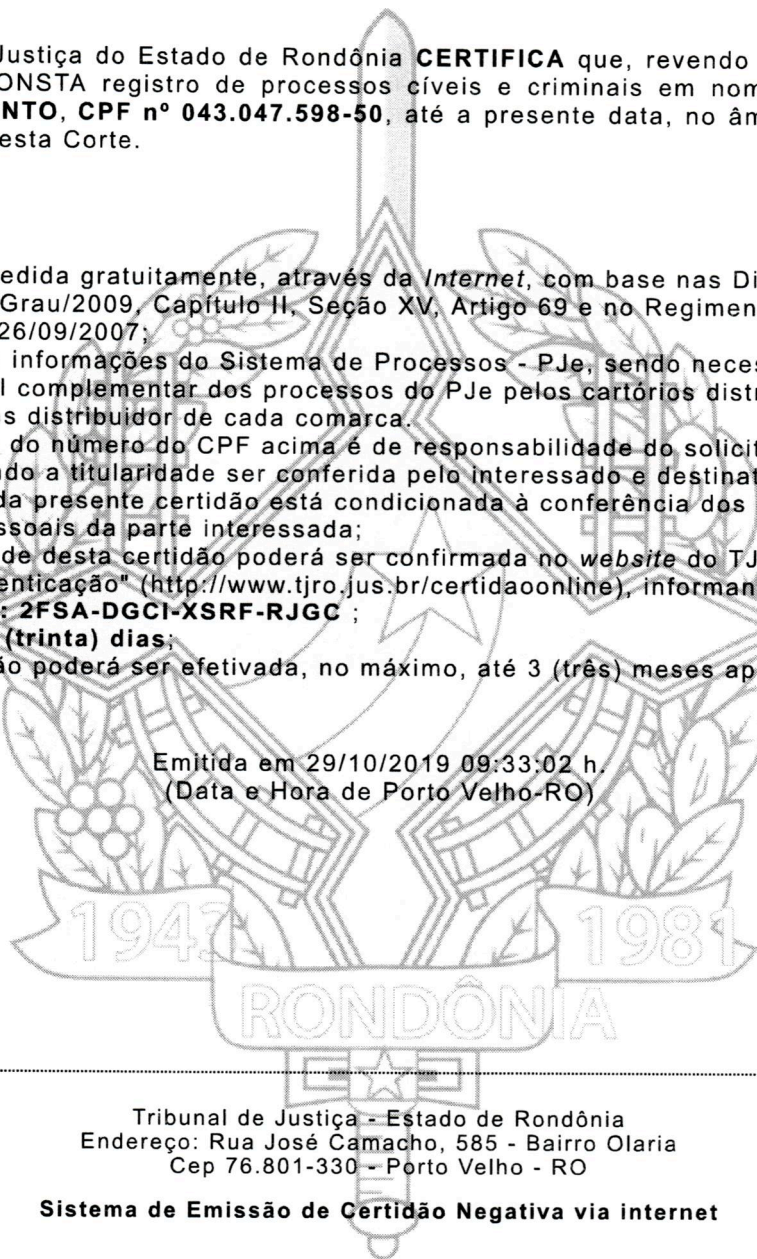 Justiça do Estado de Rondônia CERTIFICA que, revendo
ONSTA registro de processos cíveis e criminais em nom
NTO, CPF nº 043.047.598-50, até a presente data, no âm
esta Corte.
edida gratuitamente, através da Internet, com base nas Di
Grau/2009, Capítulo II, Seção XV, Artigo 69 e no Regimen
26/09/2007;
informações do Sistema de Processos - PJe, sendo neces
l complementar dos processos do PJe pelos cartórios distr
s distribuidor de cada comarca.
do número do CPF acima é de responsabilidade do solicit
ndo a titularidade ser conferida pelo interessado e destinat
da presente certidão está condicionada à conferência dos
ssoais da parte interessada;
de desta certidão poderá ser confirmada no website do TJ
enticação" (http://www.tjro.jus.br/certidaoonline), informan
: 2FSA-DGCI-XSRF-RJGC ;
(trinta) dias;
ão poderá ser efetivada, no máximo, até 3 (três) meses ap
Emitida em 29/10/2019 09:33:02 h.
(Data e Hora de Porto Velho-RO)
1943 1981
RONDÔNIA
Tribunal de Justiça - Estado de Rondônia
Endereço: Rua José Camacho, 585 - Bairro Olaria
Cep 76.801-330 - Porto Velho - RO
Sistema de Emissão de Certidão Negativa via internet